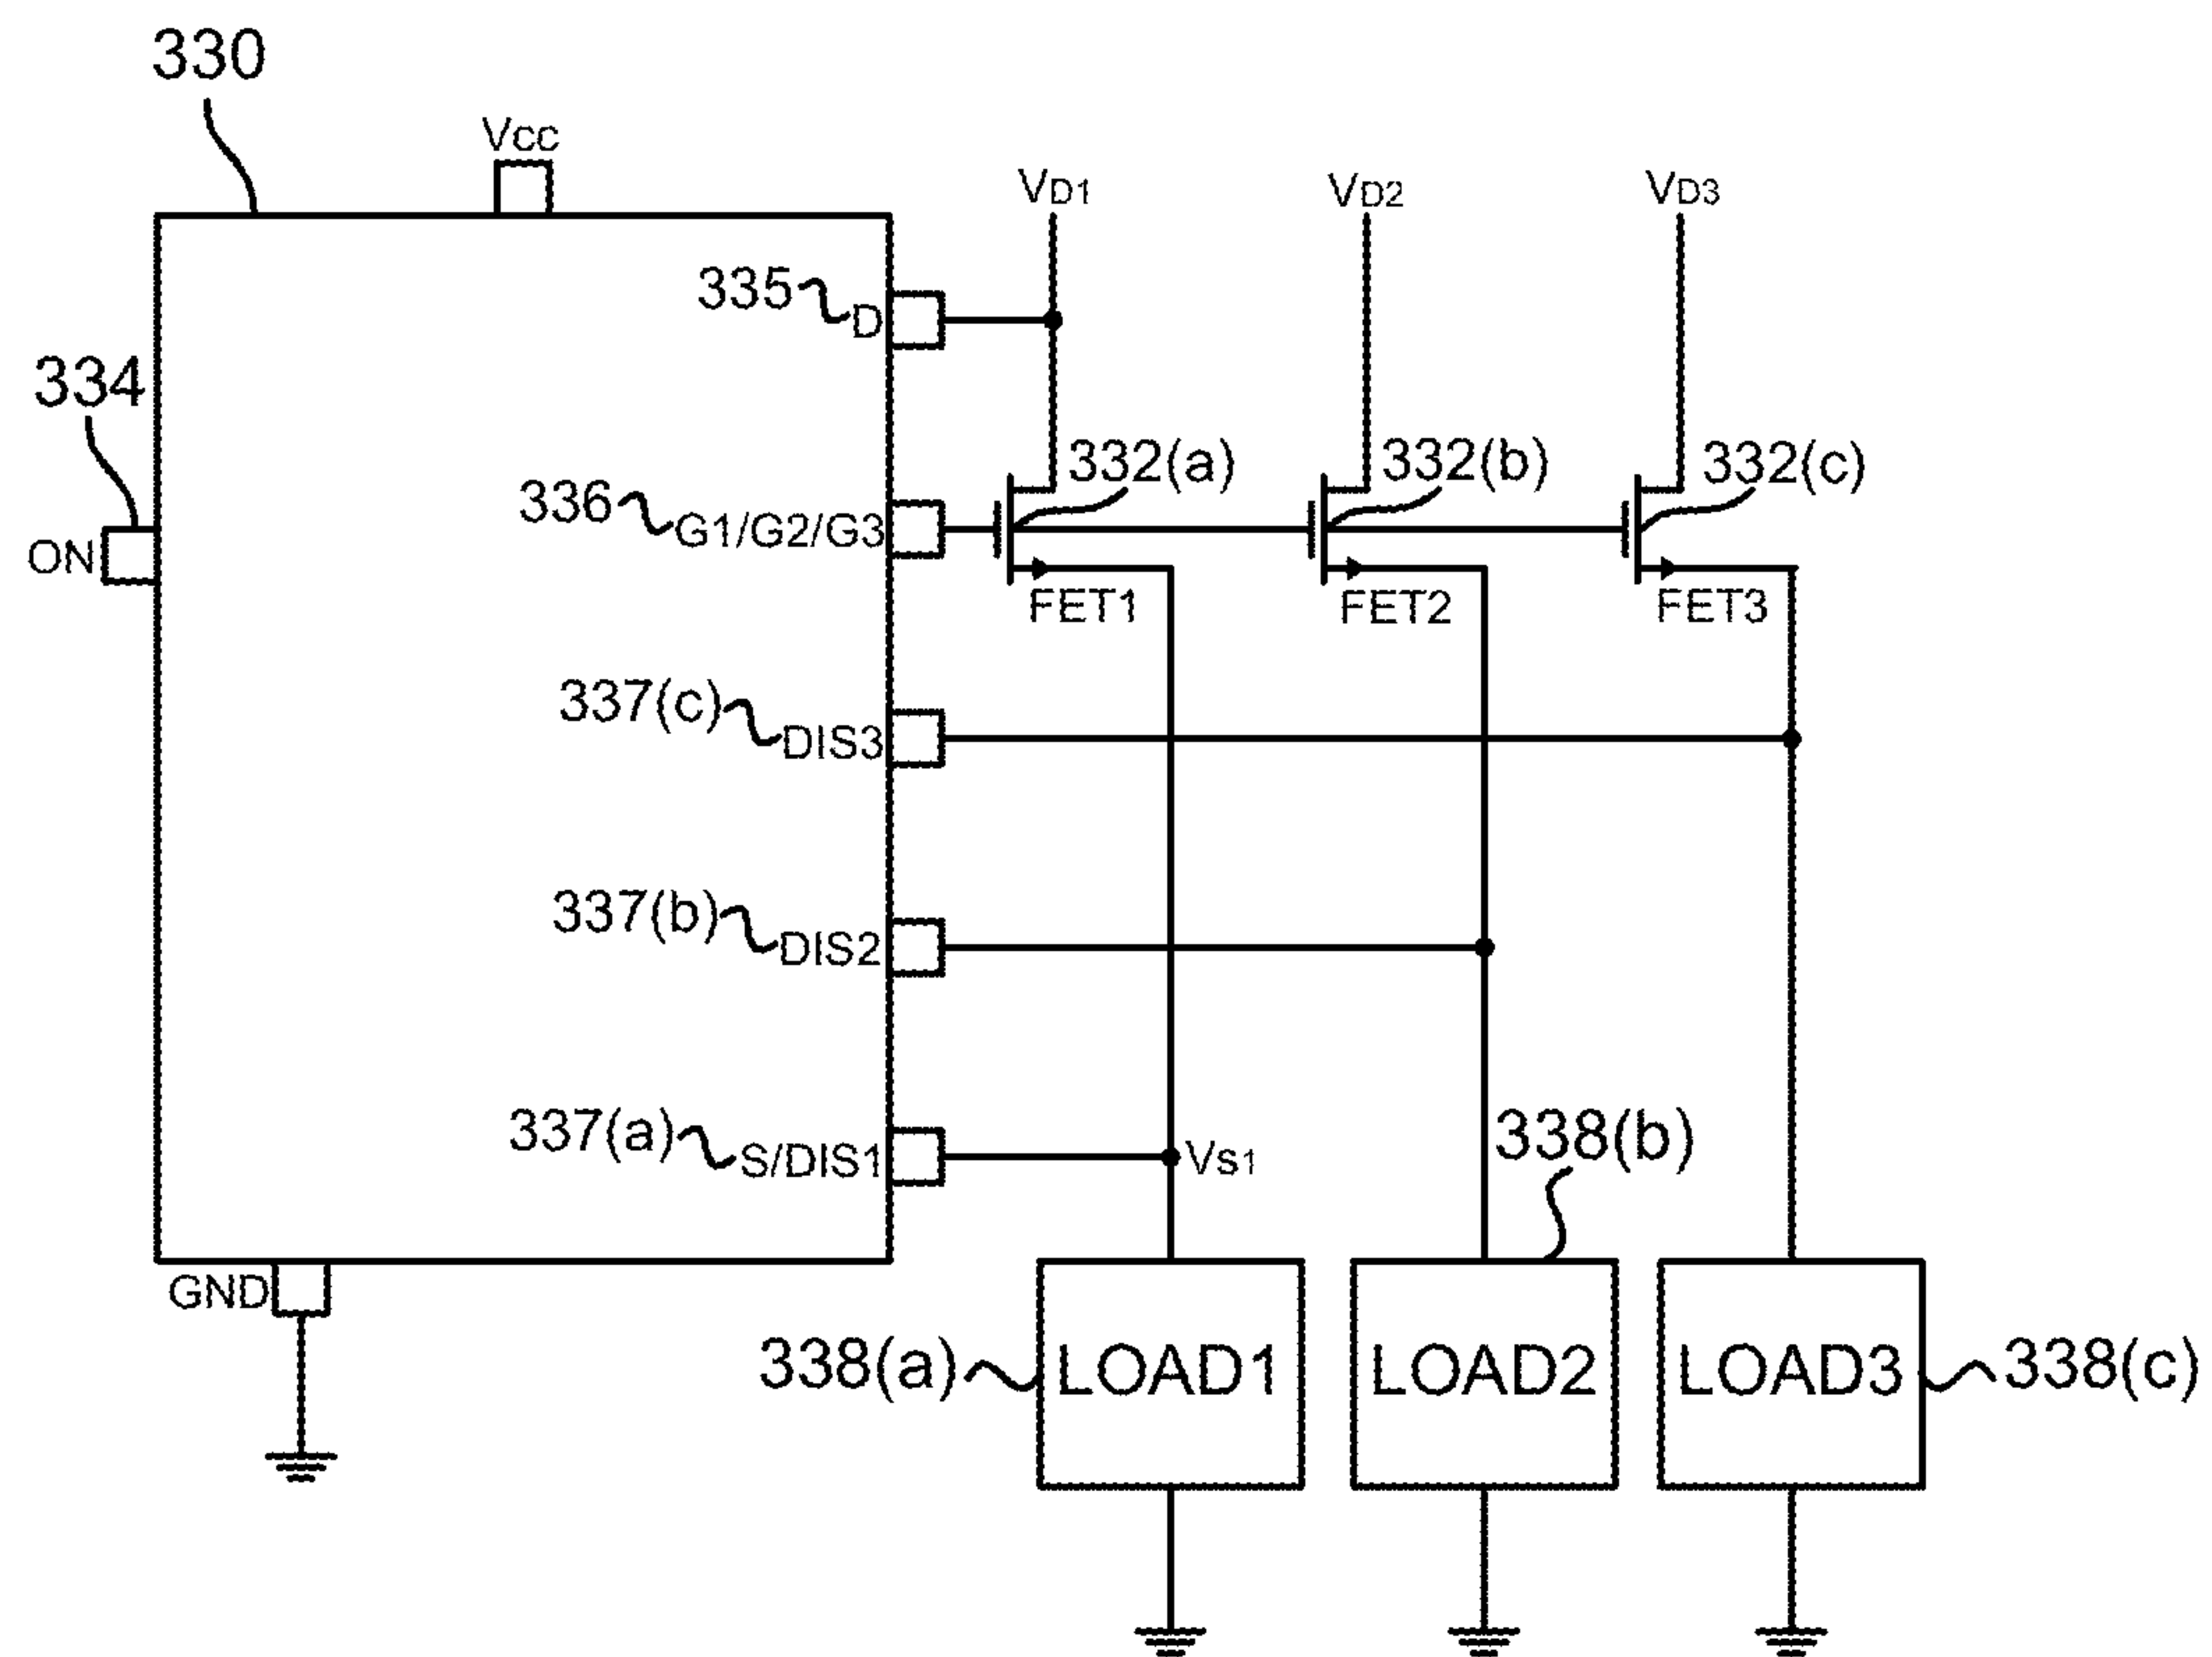 330
Vcc
VD1
VD2
VD3
335
D
334
332(a)
332(b)
332(c)
336
G1/G2/G3
ON
FET1
FET2
FET3
337(c)
DIS3
337(b)
DIS2
337(a)
S/DIS1
Vs1
338(b)
GND
338(a)
LOAD1
LOAD2
LOAD3
338(c)